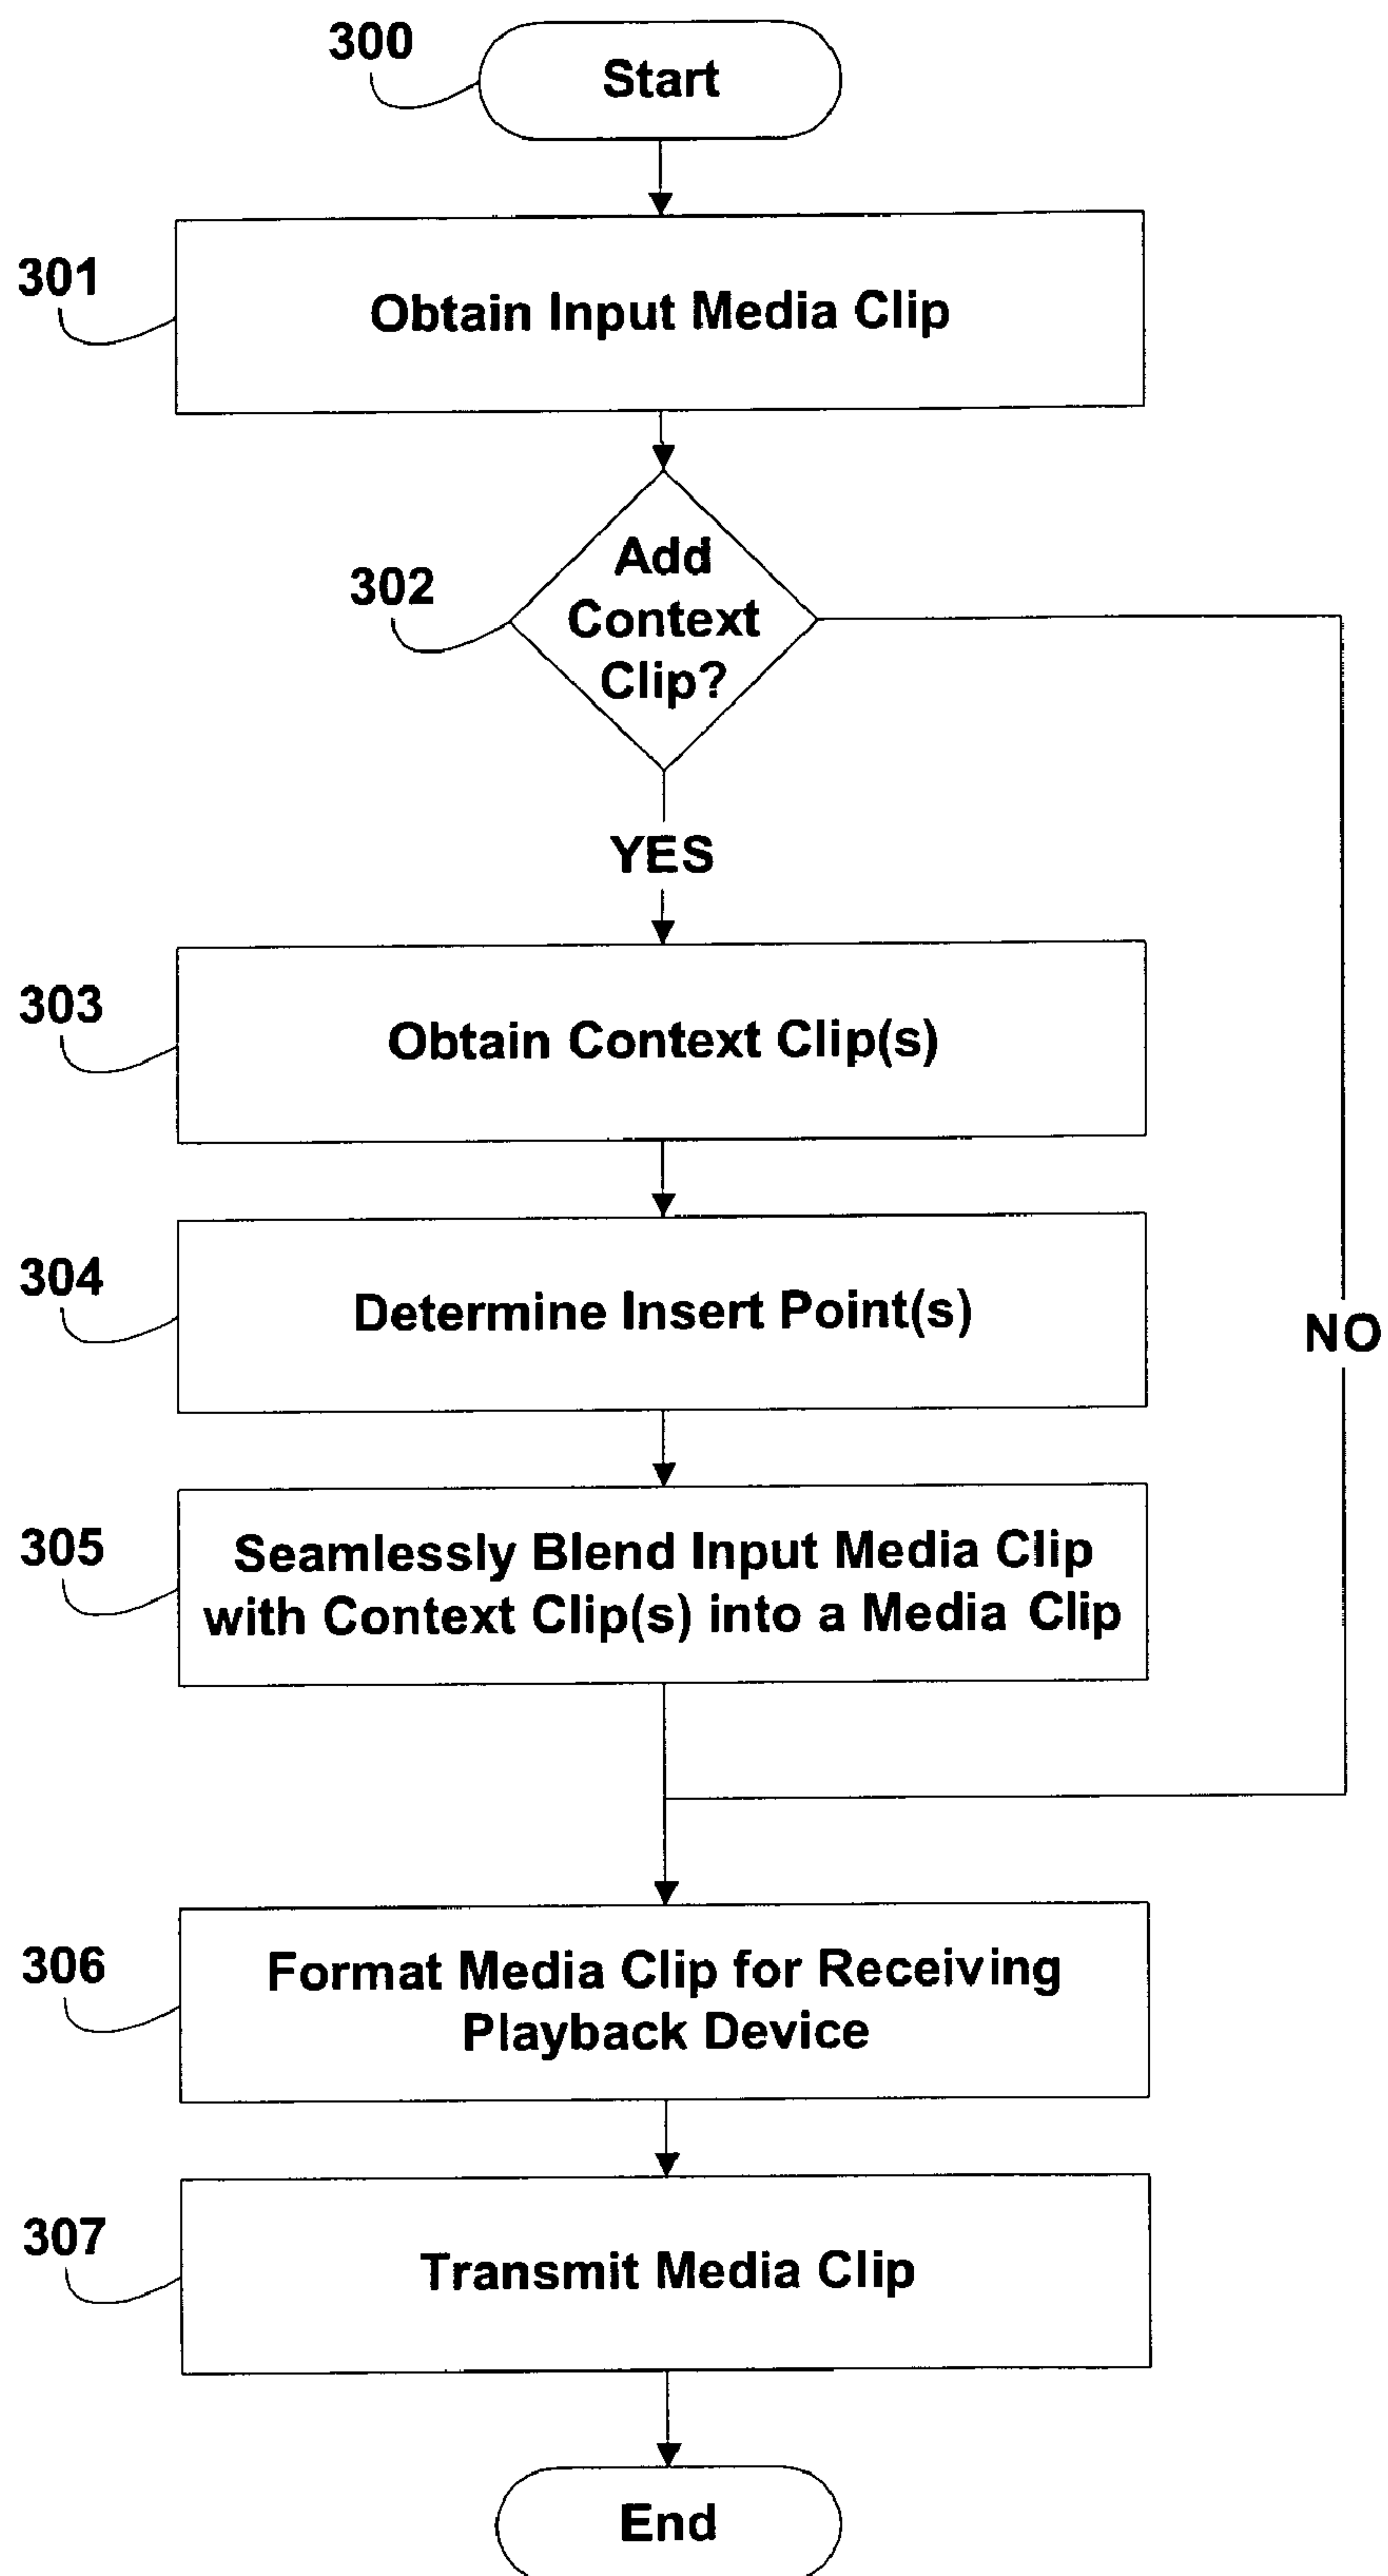 300
Start
301
Obtain Input Media Clip
302
Add
Context
Clip?
YES
303
Obtain Context Clip(s)
304
Determine Insert Point(s)
NO
305
Seamlessly Blend Input Media Clip
with Context Clip(s) into a Media Clip
306
Format Media Clip for Receiving
Playback Device
307
Transmit Media Clip
End